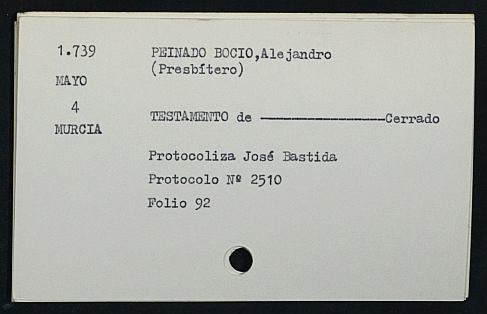 1.739 PEINADO BOCIO,Alejandro
(Presbítero)
MAYO
4
TESTAMENTO de ------------------Cerrado
MURCIA
Protocoliza José Bastida
Protocolo Nº 2510
Folio 92